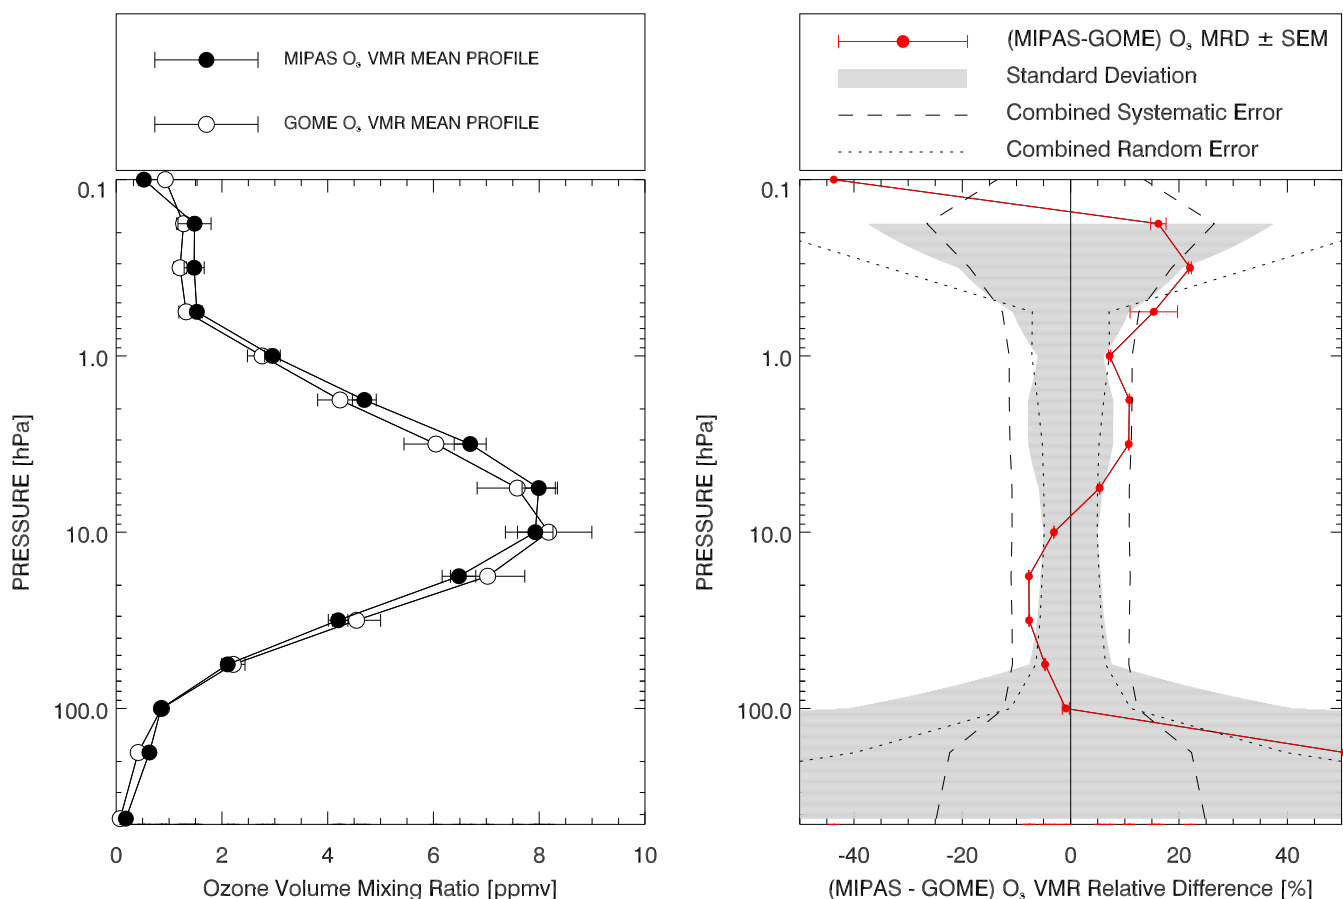 MIPAS O₃ VMR MEAN PROFILE
GOME O₃ VMR MEAN PROFILE
0.1
1.0
10.0
100.0
PRESSURE [hPa]
0 2 4 6 8 10
Ozone Volume Mixing Ratio [ppmv]
(MIPAS-GOME) O₃ MRD ± SEM
Standard Deviation
Combined Systematic Error
Combined Random Error
0.1
1.0
10.0
100.0
PRESSURE [hPa]
-40 -20 0 20 40
(MIPAS - GOME) O₃ VMR Relative Difference [%]